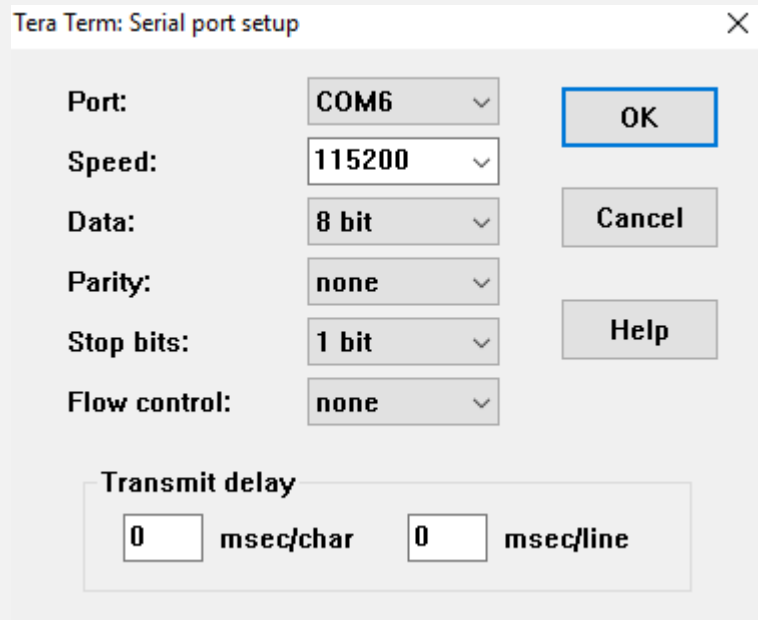 Tera Term: Serial port setup
Port: COM6 OK
Speed: 115200
Data: 8 bit Cancel
Parity: none
Stop bits: 1 bit Help
Flow control: none
Transmit delay
0 msec/char 0 msec/line